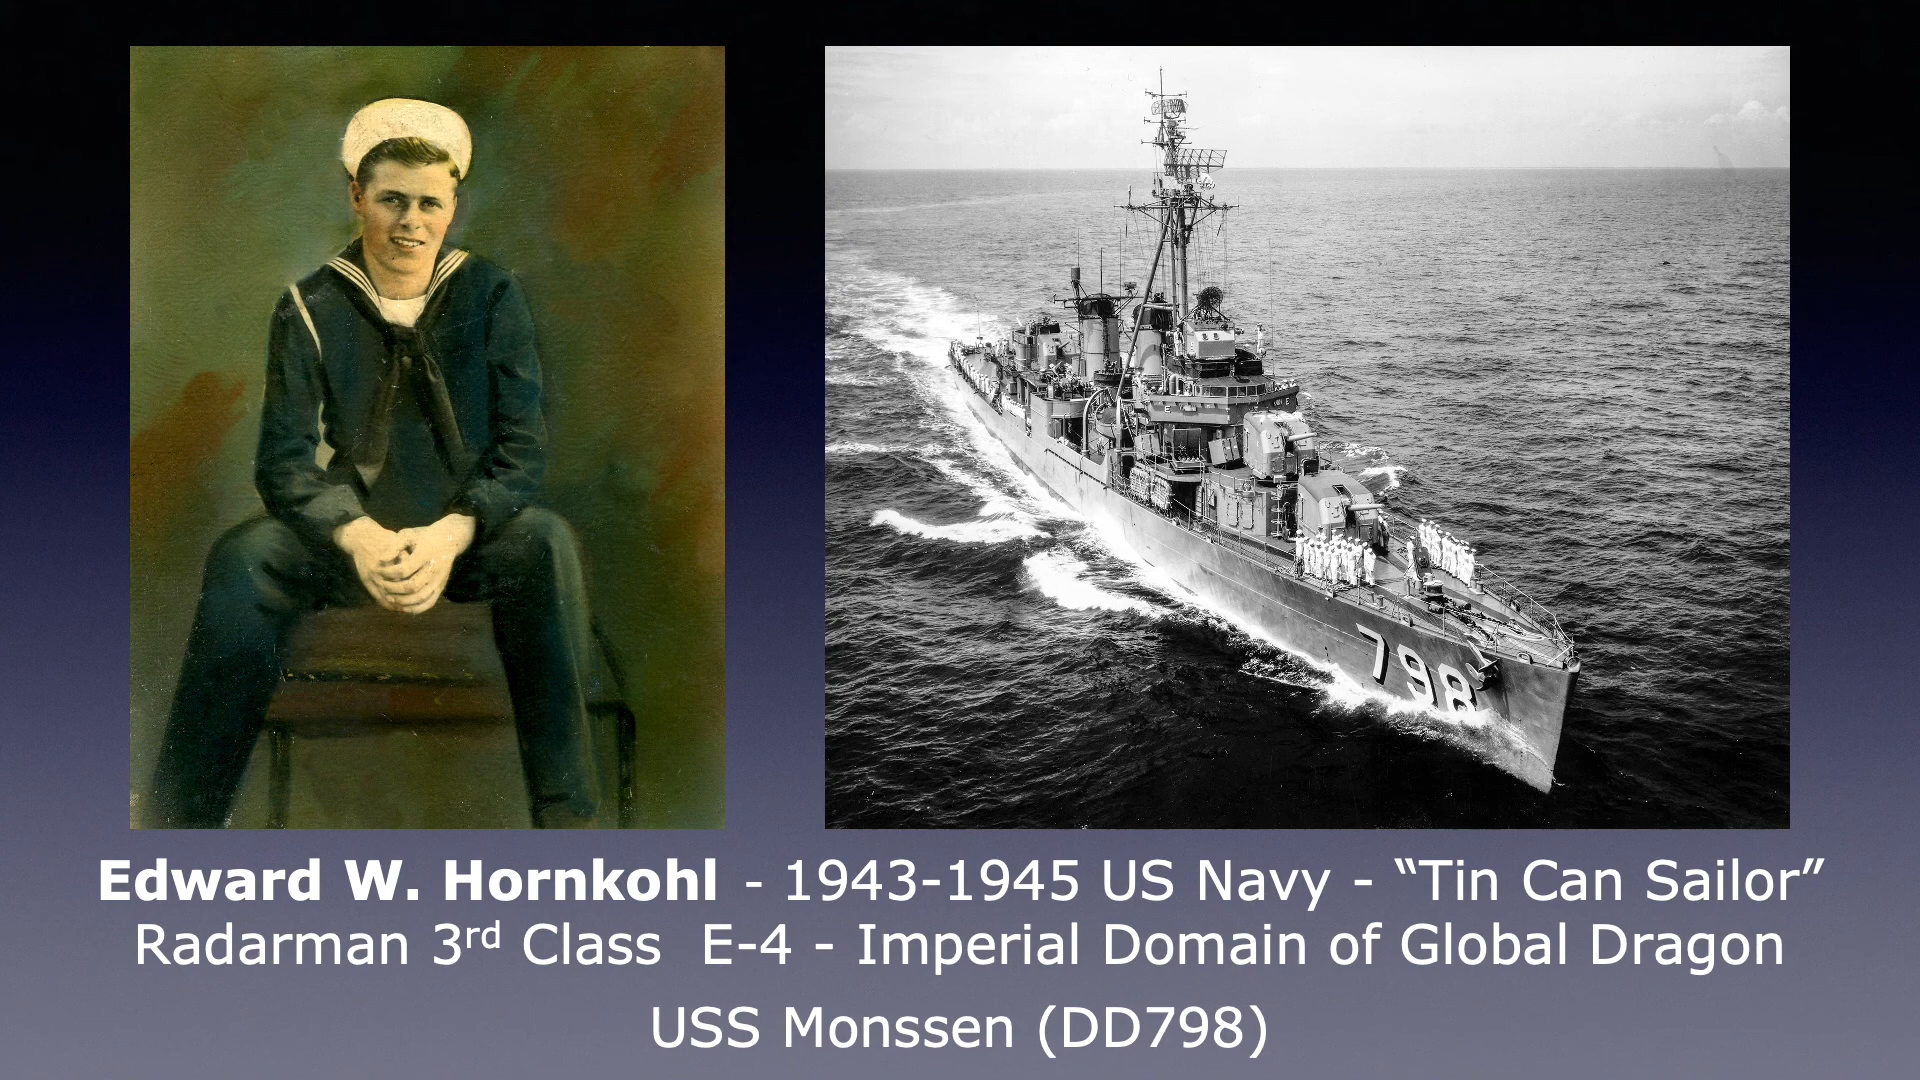 798
Edward W. Hornkohl - 1943-1945 US Navy - “Tin Can Sailor”
Radarman 3rd Class  E-4 - Imperial Domain of Global Dragon
USS Monssen (DD798)